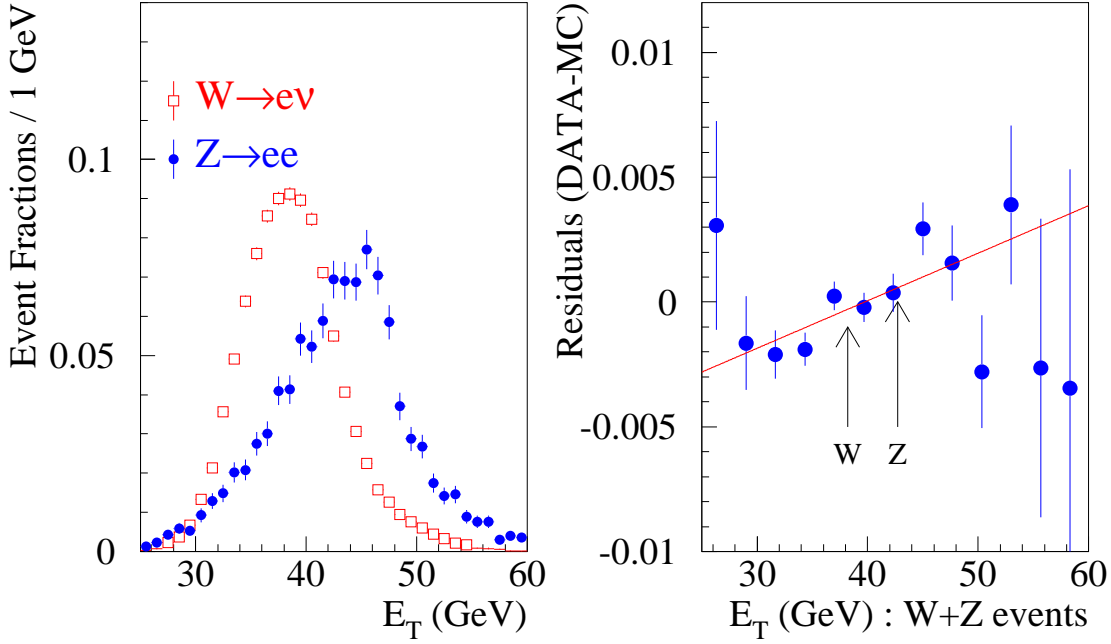 Event Fractions / 1 GeV
W→eν
Z→ee
0.1
0.05
0
30
40
50
60
E_T (GeV)
Residuals (DATA-MC)
0.01
0.005
0
-0.005
-0.01
W
Z
30
40
50
60
E_T (GeV) : W+Z events